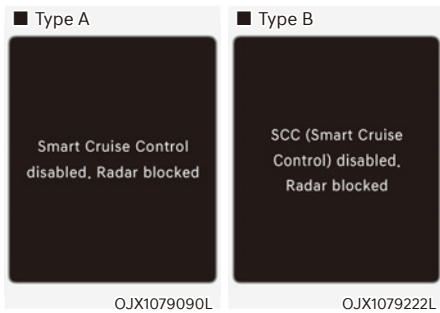 ■ Type A
Smart Cruise Control
disabled. Radar blocked
OJX1079090L
■ Type B
SCC (Smart Cruise
Control) disabled.
Radar blocked
OJX1079222L